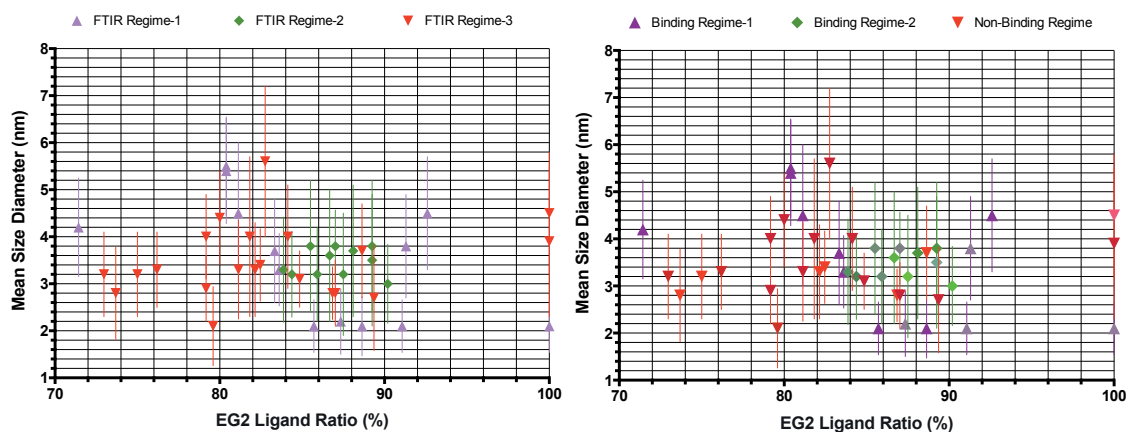 FTIR Regime-1 FTIR Regime-2 FTIR Regime-3
8
7
6
5
4
3
2
1
Mean Size Diameter (nm)
70 80 90 100
EG2 Ligand Ratio (%)
Binding Regime-1 Binding Regime-2 Non-Binding Regime
8
7
6
5
4
3
2
1
Mean Size Diameter (nm)
70 80 90 100
EG2 Ligand Ratio (%)